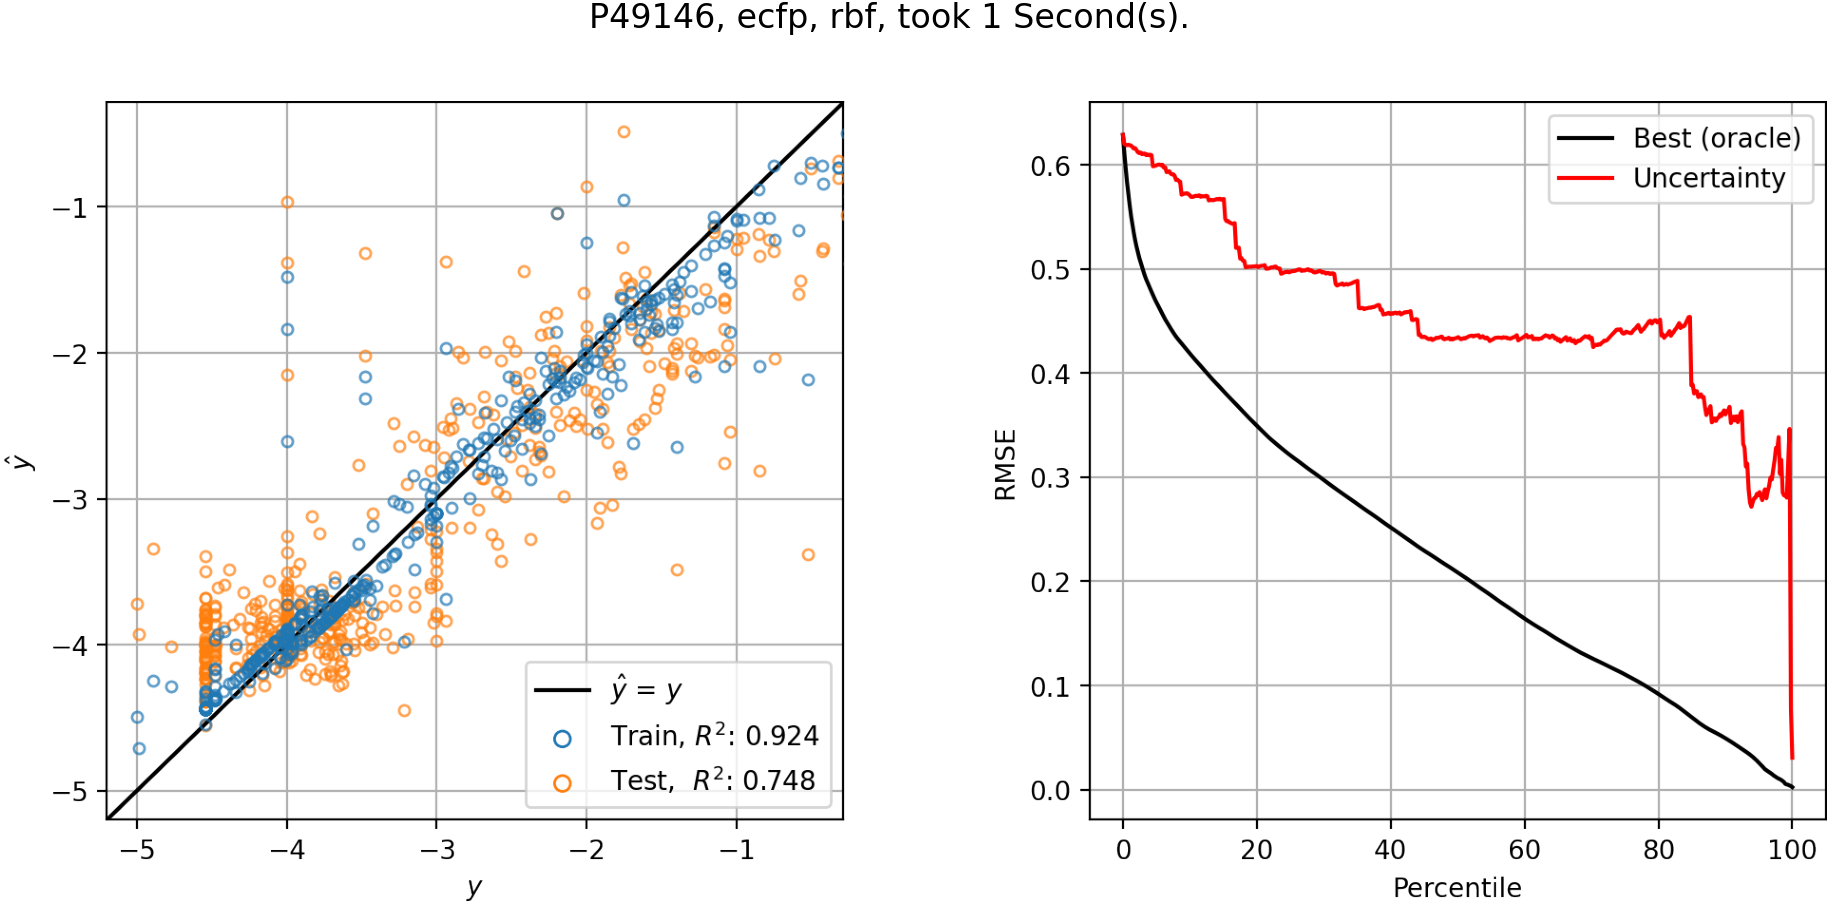 P49146, ecfp, rbf, took 1 Second(s).
−1
−2
−3
−4
−5
ŷ
−5
−4
−3
−2
−1
y
ŷ = y
Train, R²: 0.924
Test, R²: 0.748
0.6
0.5
0.4
0.3
0.2
0.1
0.0
RMSE
0
20
40
60
80
100
Percentile
Best (oracle)
Uncertainty